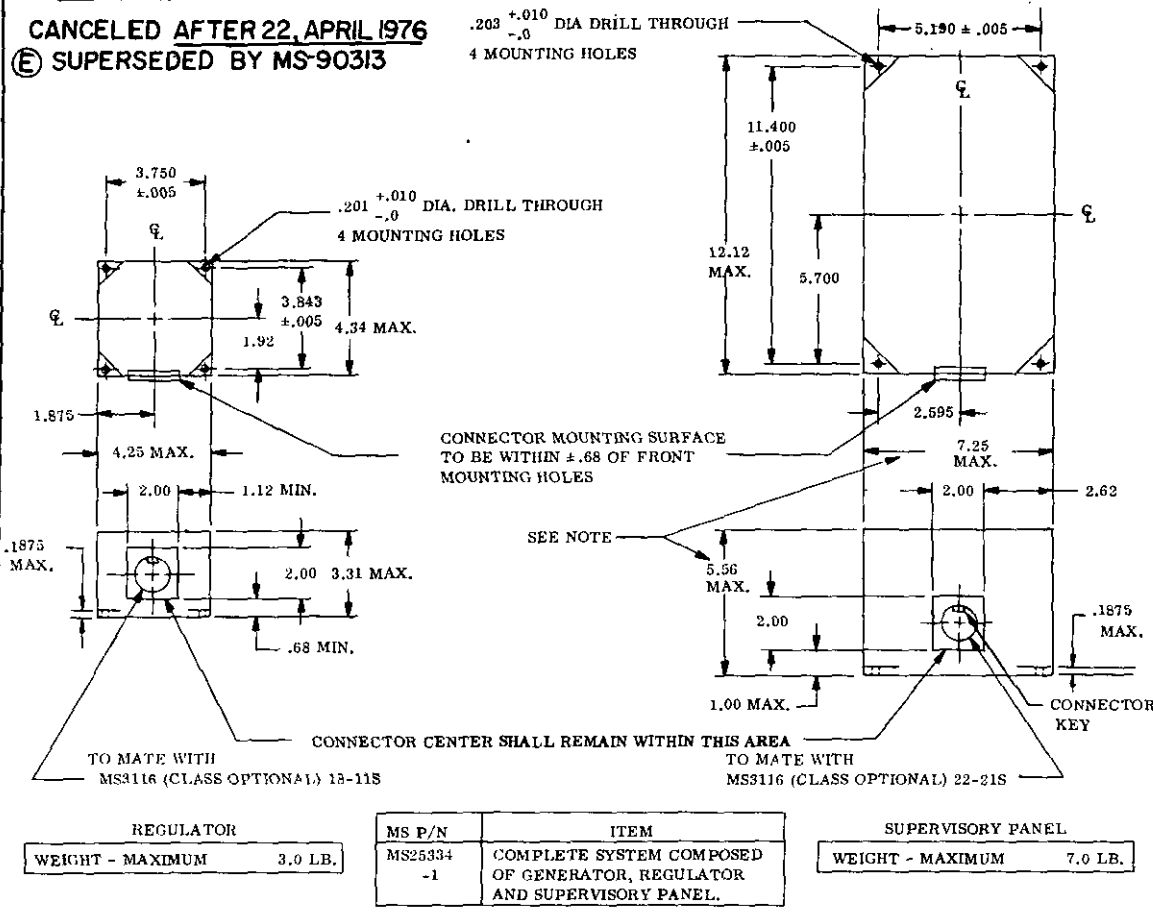 CANCELED AFTER 22, APRIL 1976
Ⓔ SUPERSEDED BY MS-90313
.203 +.010 -.0 DIA DRILL THROUGH
4 MOUNTING HOLES
5.190 ± .005
℄
11.400
±.005
℄
12.12
MAX.
5.700
2.595
3.750
±.005
.201 +.010 -.0 DIA. DRILL THROUGH
4 MOUNTING HOLES
℄
3.843
±.005
4.34 MAX.
℄
1.92
1.875
CONNECTOR MOUNTING SURFACE
TO BE WITHIN ±.68 OF FRONT
MOUNTING HOLES
4.25 MAX.
7.25
MAX.
2.00
1.12 MIN.
2.00
2.62
SEE NOTE
.1875
MAX.
2.00
3.31 MAX.
5.56
MAX.
2.00
.1875
MAX.
.68 MIN.
1.00 MAX.
CONNECTOR
KEY
CONNECTOR CENTER SHALL REMAIN WITHIN THIS AREA
TO MATE WITH
MS3116 (CLASS OPTIONAL) 18-11S
TO MATE WITH
MS3116 (CLASS OPTIONAL) 22-21S
REGULATOR
WEIGHT - MAXIMUM 3.0 LB.
MS P/N ITEM
MS25334
-1
COMPLETE SYSTEM COMPOSED
OF GENERATOR, REGULATOR
AND SUPERVISORY PANEL.
SUPERVISORY PANEL
WEIGHT - MAXIMUM 7.0 LB.